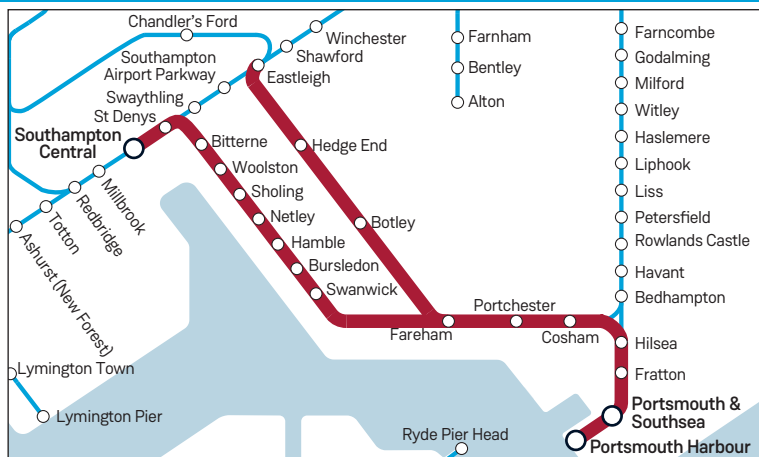 Chandler's Ford
Winchester
Shawford
Southampton
Airport Parkway
Eastleigh
Swaythling
St Denys
Southampton
Central
Bitterne
Hedge End
Woolston
Millbrook
Sholing
Redbridge
Netley
Botley
Totton
Hamble
Ashurst (New Forest)
Bursledon
Swanwick
Fareham
Portchester
Cosham
Farnham
Bentley
Alton
Farncombe
Godalming
Milford
Witley
Haslemere
Liphook
Liss
Petersfield
Rowlands Castle
Havant
Bedhampton
Hilsea
Fratton
Portsmouth &
Southsea
Portsmouth Harbour
Lymington Town
Lymington Pier
Ryde Pier Head